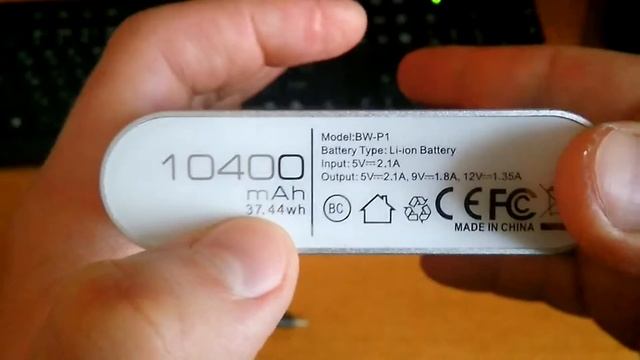 10400
mAh
37.44wh
Model:BW-P1
Battery Type: Li-ion Battery
Input: 5V⎓2.1A
Output: 5V⎓2.1A, 9V⎓1.8A, 12V⎓1.35A
BC
CE FC
MADE IN CHINA